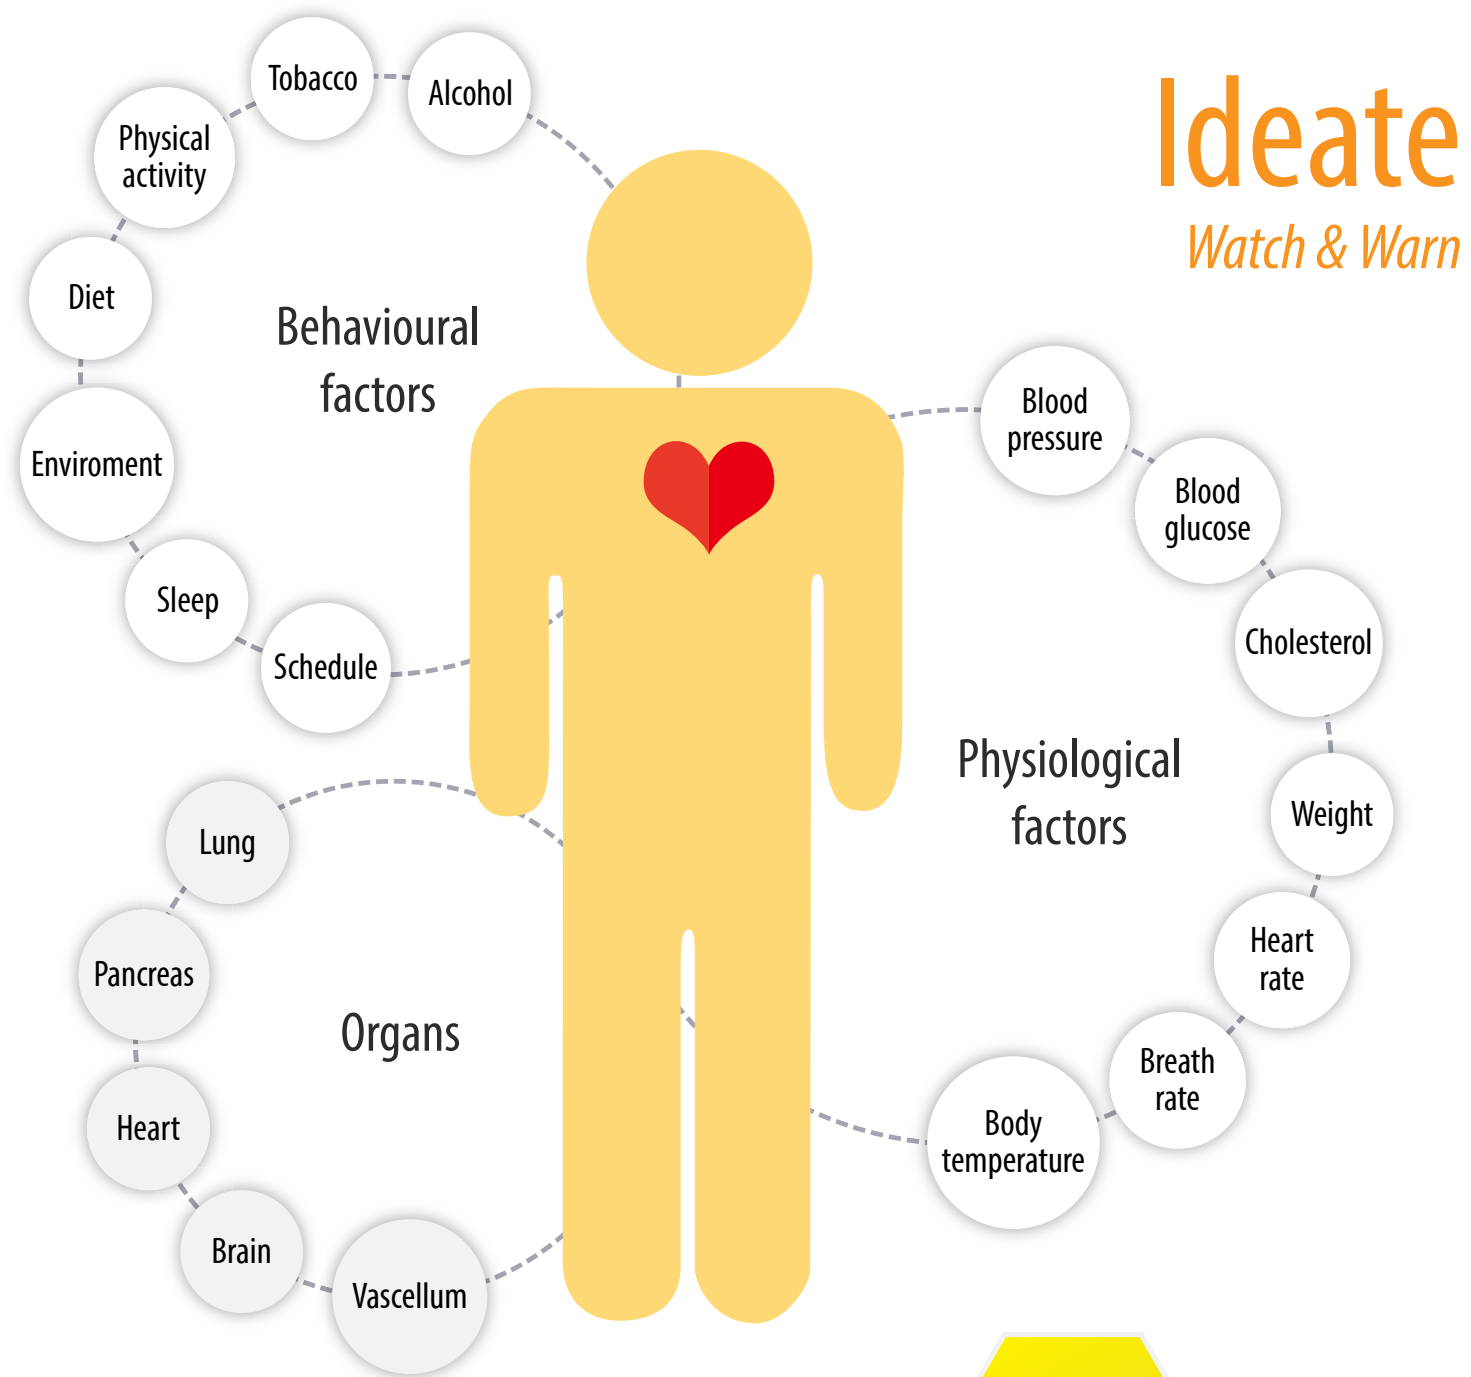 Ideate
Watch & Warn
Tobacco
Alcohol
Physical
activity
Diet
Enviroment
Sleep
Schedule
Behavioural
factors
Blood
pressure
Blood
glucose
Cholesterol
Weight
Heart
rate
Breath
rate
Body
temperature
Physiological
factors
Lung
Pancreas
Heart
Brain
Vascellum
Organs